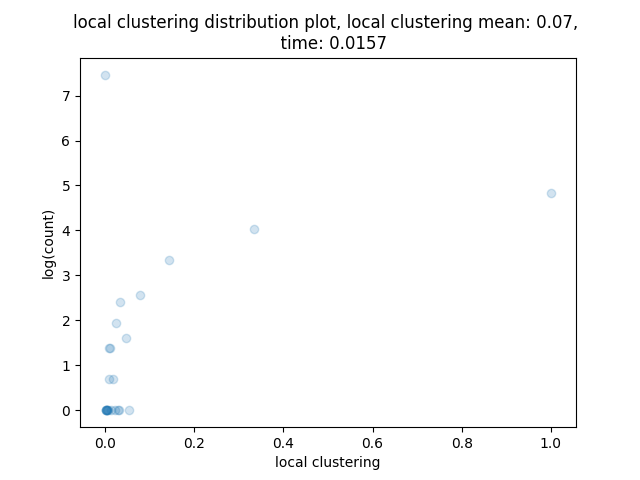 local clustering distribution plot, local clustering mean: 0.07,
time: 0.0157
7
6
5
4
3
2
1
0
log(count)
0.0 0.2 0.4 0.6 0.8 1.0
local clustering